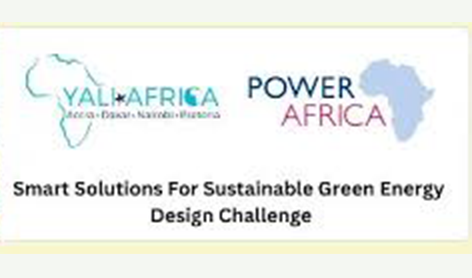 YALI★AFRICA
Accra • Dakar • Nairobi • Pretoria
POWER
AFRICA
Smart Solutions For Sustainable Green Energy
Design Challenge